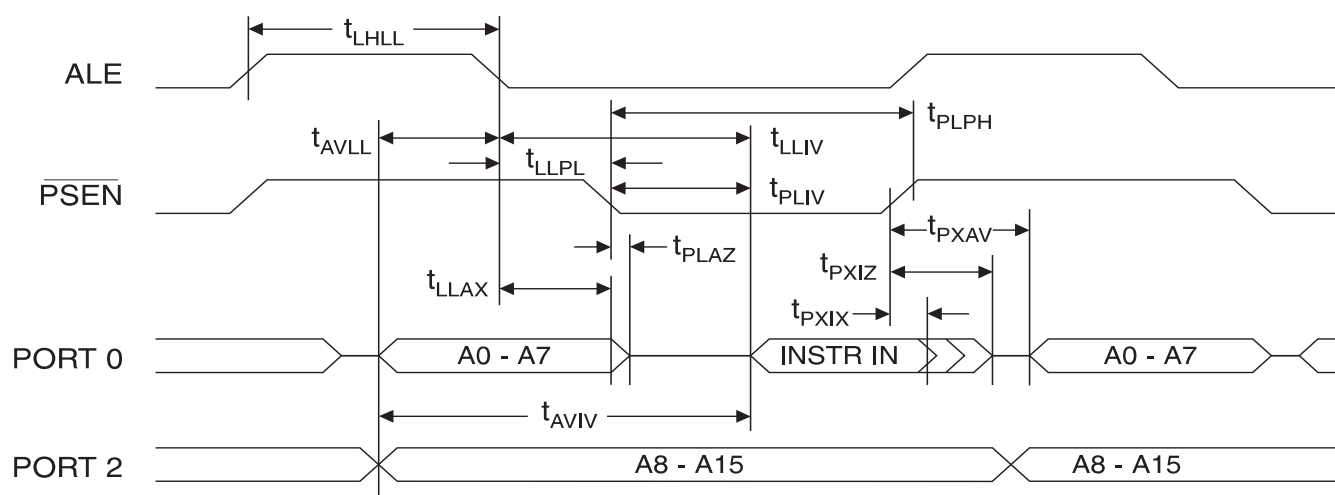 tLHLL
ALE
tPLPH
tAVLL
tLLIV
tLLPL
PSEN
tPLIV
tPXAV
tPLAZ
tPXIZ
tLLAX
tPXIX
PORT 0
A0 - A7
INSTR IN
A0 - A7
tAVIV
PORT 2
A8 - A15
A8 - A15